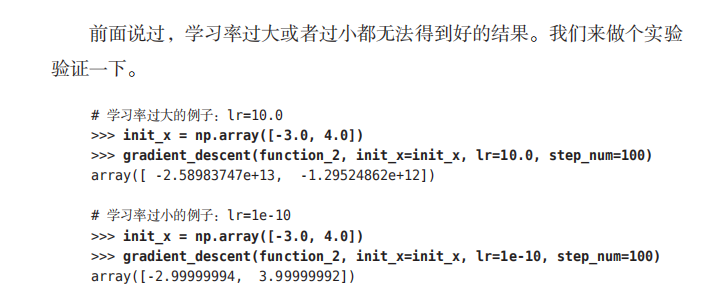 前面说过，学习率过大或者过小都无法得到好的结果。我们来做个实验
验证一下。
# 学习率过大的例子：lr=10.0
>>> init_x = np.array([-3.0, 4.0])
>>> gradient_descent(function_2, init_x=init_x, lr=10.0, step_num=100)
array([ -2.58983747e+13,  -1.29524862e+12])
# 学习率过小的例子：lr=1e-10
>>> init_x = np.array([-3.0, 4.0])
>>> gradient_descent(function_2, init_x=init_x, lr=1e-10, step_num=100)
array([-2.99999994,  3.99999992])